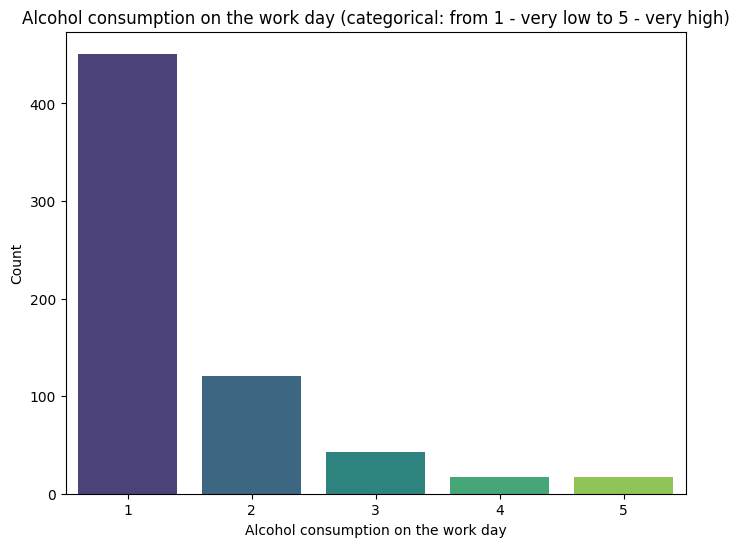 Alcohol consumption on the work day (categorical: from 1 - very low to 5 - very high)
Count
400
300
200
100
0
1 2 3 4 5
Alcohol consumption on the work day